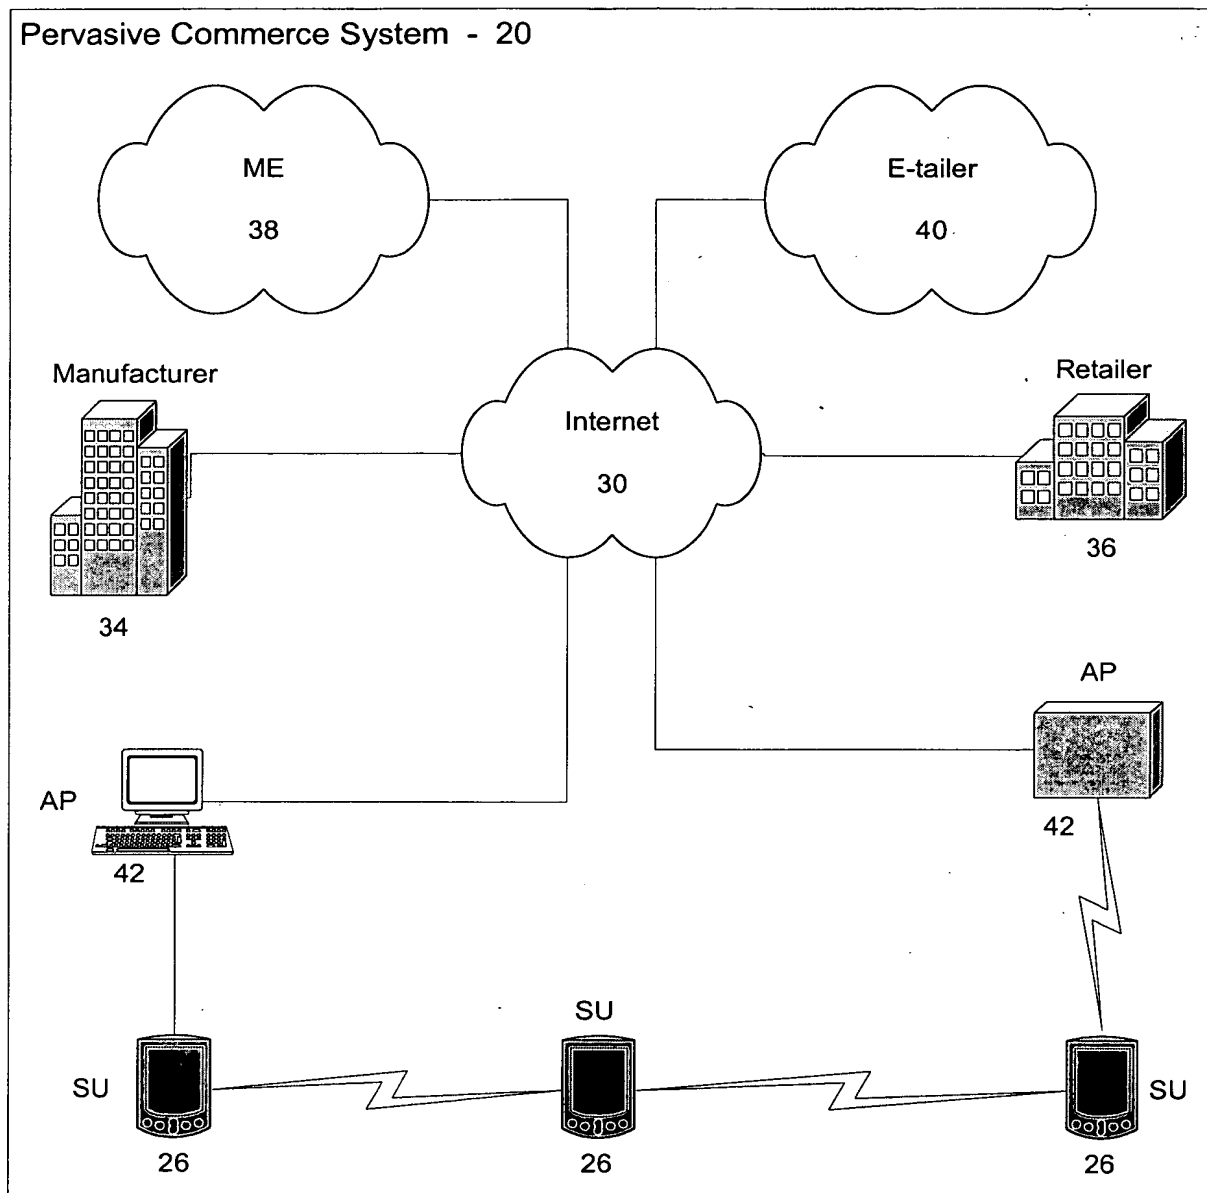 Pervasive Commerce System - 20
ME
38
E-tailer
40
Manufacturer
34
Internet
30
Retailer
36
AP
42
AP
42
SU
26
SU
26
SU
26